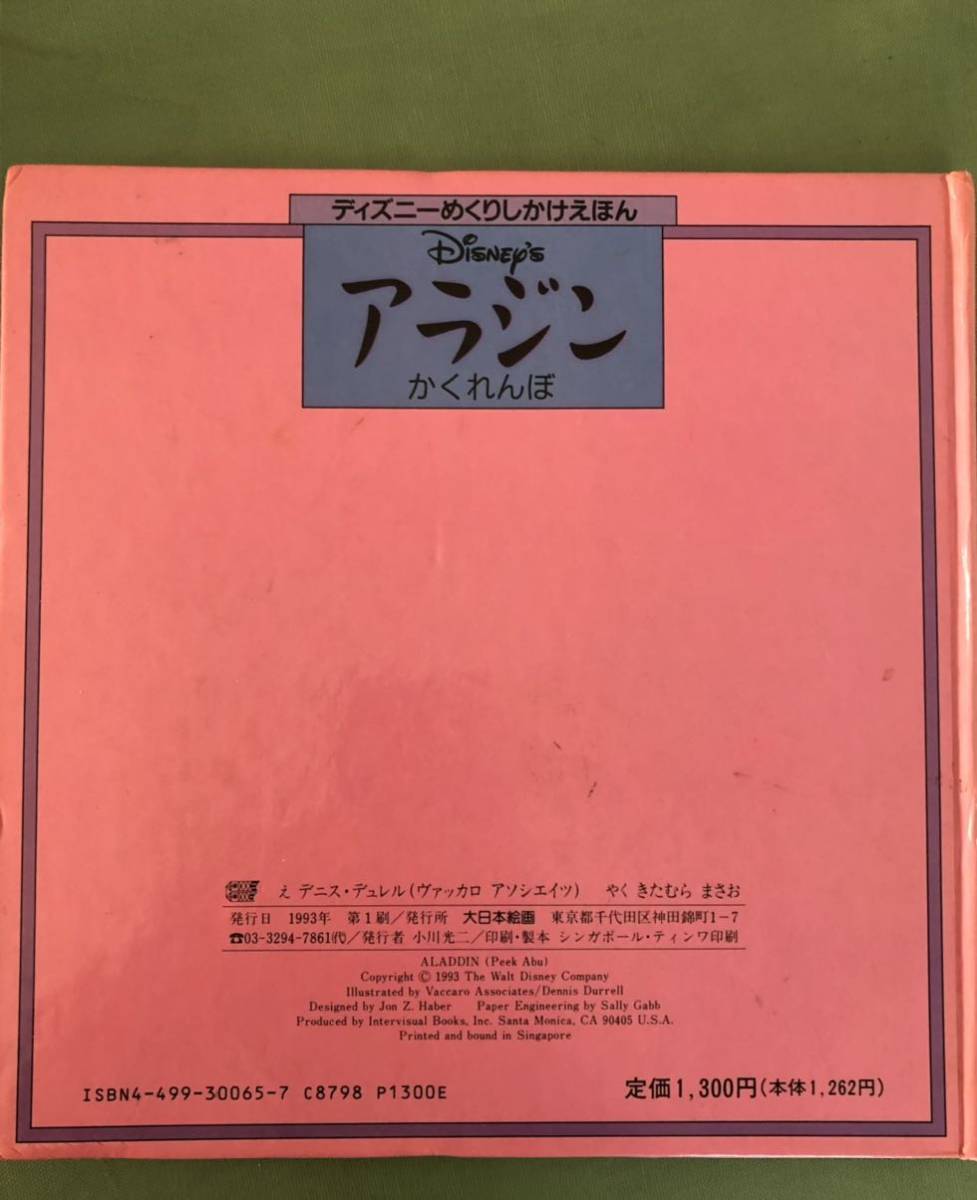 ディズニーめくりしかけえほん
Disney's
アラジン
かくれんぼ
え デニス・デュレル(ヴァッカロ アソシエイツ) やく きたむら まさお
発行日 1993年 第1刷/発行所 大日本絵画 東京都千代田区神田錦町1-7
☎03-3294-7861(代)/発行者 小川光二/印刷・製本 シンガポール・ティンワ印刷
ALADDIN (Peek Abu)
Copyright © 1993 The Walt Disney Company
Illustrated by Vaccaro Associates/Dennis Durrell
Designed by Jon Z. Haber Paper Engineering by Sally Gabb
Produced by Intervisual Books, Inc. Santa Monica, CA 90405 U.S.A.
Printed and bound in Singapore
ISBN4-499-30065-7 C8798 P1300E 定価1,300円(本体1,262円)